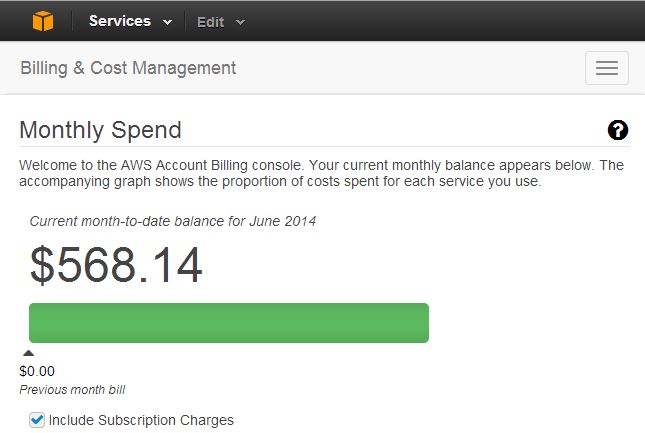 Services Edit
Billing & Cost Management
Monthly Spend ?
Welcome to the AWS Account Billing console. Your current monthly balance appears below. The
accompanying graph shows the proportion of costs spent for each service you use.
Current month-to-date balance for June 2014
$568.14
$0.00
Previous month bill
Include Subscription Charges